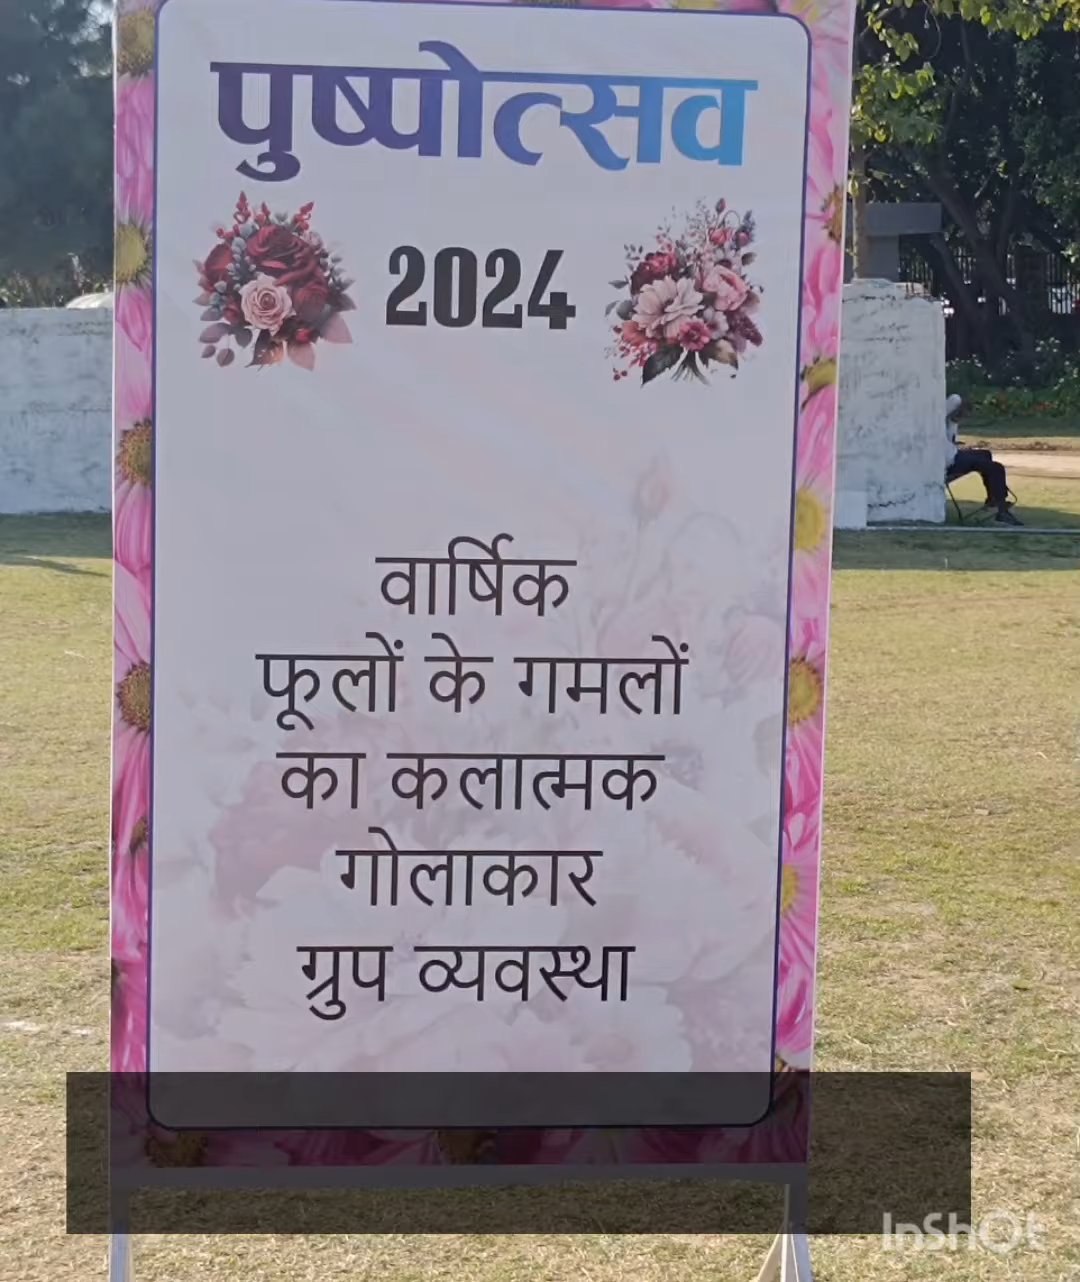 पुष्पोत्सव
2024
वार्षिक
फूलों के गमलों
का कलात्मक
गोलाकार
ग्रुप व्यवस्था
InShOt